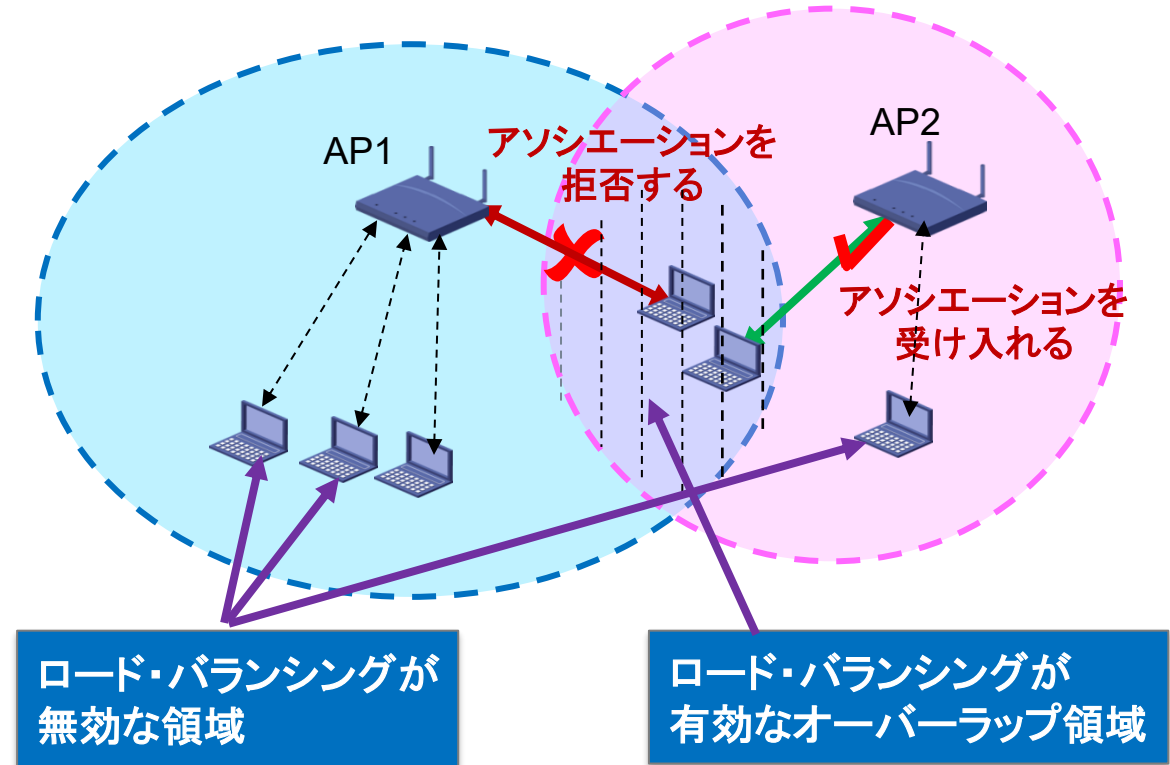 AP1
アソシエーションを
拒否する
AP2
アソシエーションを
受け入れる
ロード・バランシングが
無効な領域
ロード・バランシングが
有効なオーバーラップ領域